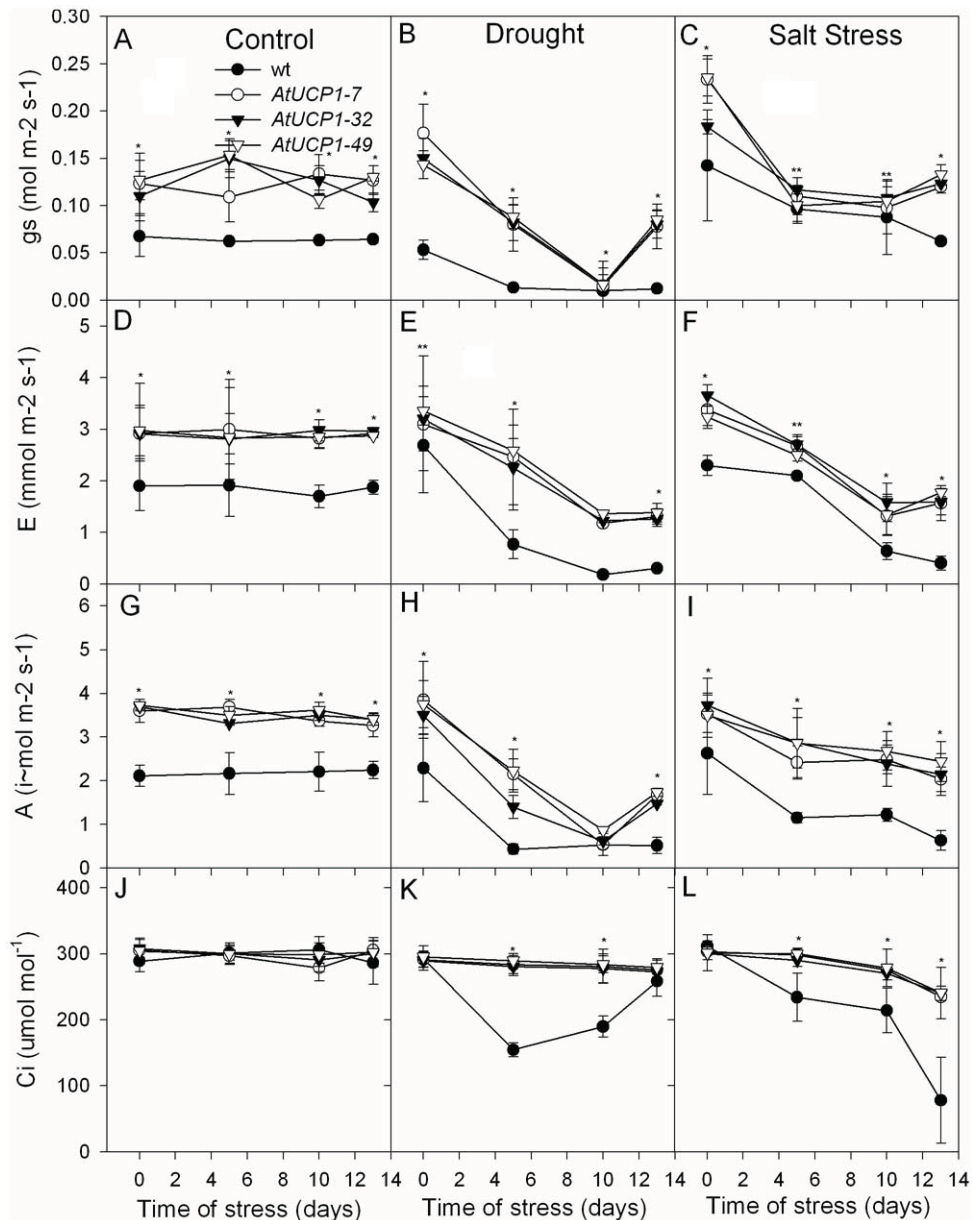 A Control
wt
AtUCP1-7
AtUCP1-32
AtUCP1-49
B Drought
C Salt Stress
gs (mol m-2 s-1)
0.30
0.25
0.20
0.15
0.10
0.05
0.00
* * * *
* * * *
* ** ** *
D
E
F
E (mmol m-2 s-1)
5
4
3
2
1
0
* * * *
** * *
* ** * *
G
H
I
A (i~mol m-2 s-1)
6
5
4
3
2
1
0
* * * *
* * *
* * * *
J
K
L
Ci (umol mol-1)
400
300
200
100
0
* *
* * *
0 2 4 6 8 10 12 14
0 2 4 6 8 10 12 14
0 2 4 6 8 10 12 14
Time of stress (days)
Time of stress (days)
Time of stress (days)